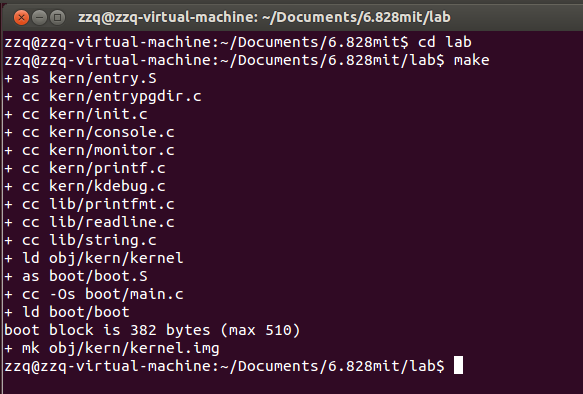 zzq@zzq-virtual-machine: ~/Documents/6.828mit/lab
zzq@zzq-virtual-machine:~/Documents/6.828mit$ cd lab
zzq@zzq-virtual-machine:~/Documents/6.828mit/lab$ make
+ as kern/entry.S
+ cc kern/entrypgdir.c
+ cc kern/init.c
+ cc kern/console.c
+ cc kern/monitor.c
+ cc kern/printf.c
+ cc kern/kdebug.c
+ cc lib/printfmt.c
+ cc lib/readline.c
+ cc lib/string.c
+ ld obj/kern/kernel
+ as boot/boot.S
+ cc -Os boot/main.c
+ ld boot/boot
boot block is 382 bytes (max 510)
+ mk obj/kern/kernel.img
zzq@zzq-virtual-machine:~/Documents/6.828mit/lab$